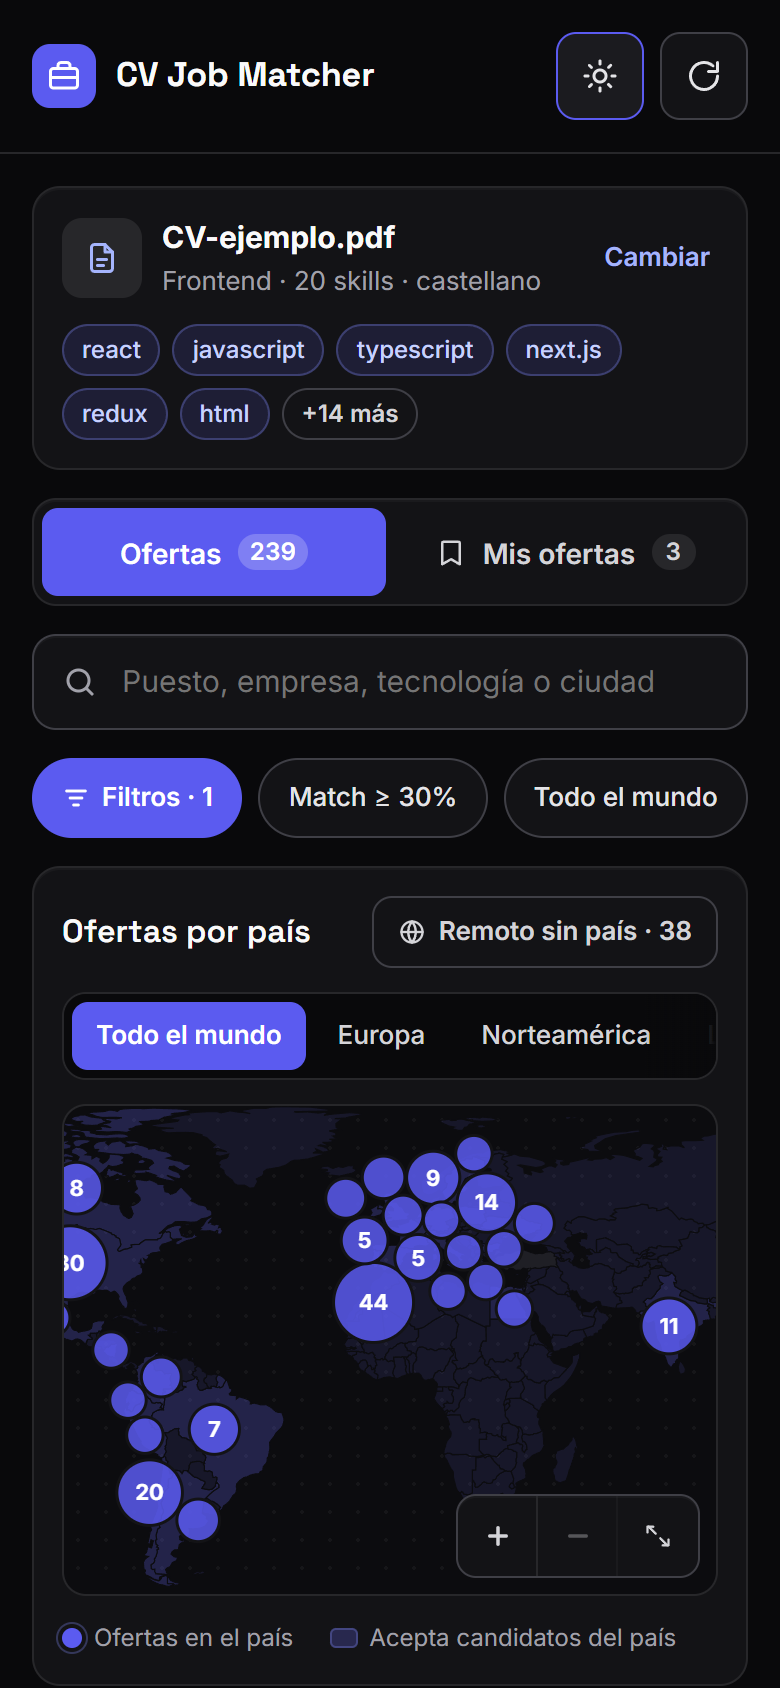 CV Job Matcher
CV-ejemplo.pdf
Frontend · 20 skills · castellano
Cambiar
react
javascript
typescript
next.js
redux
html
+14 más
Ofertas 239
Mis ofertas 3
Puesto, empresa, tecnología o ciudad
Filtros · 1
Match ≥ 30%
Todo el mundo
Ofertas por país
Remoto sin país · 38
Todo el mundo
Europa
Norteamérica
8
9
14
5
5
44
11
7
20
Ofertas en el país
Acepta candidatos del país